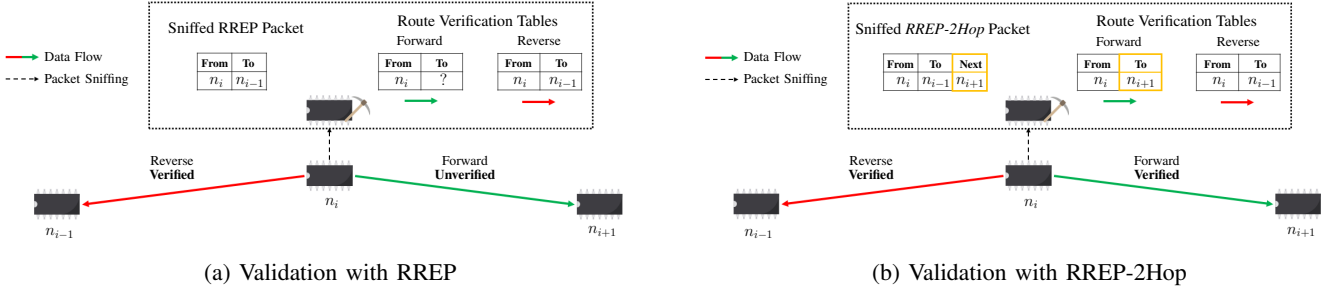 Sniffed RREP Packet
From To
$n_i$ $n_{i-1}$
Route Verification Tables
Forward
From To
$n_i$ ?
Reverse
From To
$n_i$ $n_{i-1}$
Data Flow
Packet Sniffing
Reverse
Verified
Forward
Unverified
$n_i$
$n_{i-1}$
$n_{i+1}$
(a) Validation with RREP
Sniffed RREP-2Hop Packet
From To Next
$n_i$ $n_{i-1}$ $n_{i+1}$
Route Verification Tables
Forward
From To
$n_i$ $n_{i+1}$
Reverse
From To
$n_i$ $n_{i-1}$
Data Flow
Packet Sniffing
Reverse
Verified
Forward
Verified
$n_i$
$n_{i-1}$
$n_{i+1}$
(b) Validation with RREP-2Hop